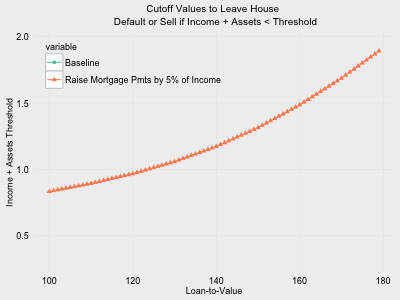 Cutoff Values to Leave House
Default or Sell if Income + Assets < Threshold
variable
Baseline
Raise Mortgage Pmts by 5% of Income
Income + Assets Threshold
2.0
1.5
1.0
0.5
100 120 140 160 180
Loan-to-Value